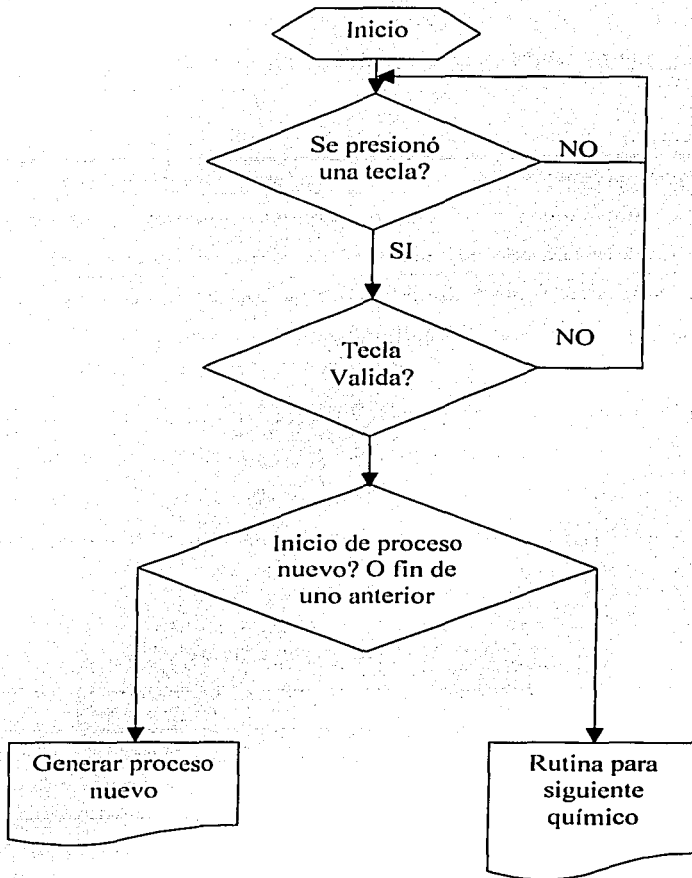 Inicio
Se presionó
una tecla?
NO
SI
Tecla
Valida?
NO
Inicio de proceso
nuevo? O fin de
uno anterior
Generar proceso
nuevo
Rutina para
siguiente
químico